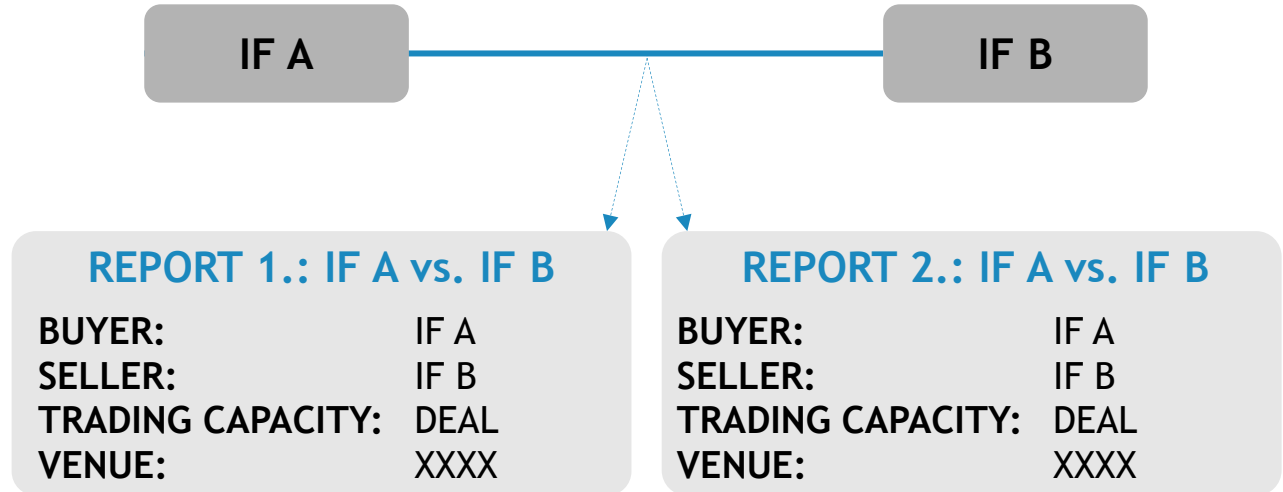 IF A
IF B
REPORT 1.: IF A vs. IF B
BUYER: IF A
SELLER: IF B
TRADING CAPACITY: DEAL
VENUE: XXXX
REPORT 2.: IF A vs. IF B
BUYER: IF A
SELLER: IF B
TRADING CAPACITY: DEAL
VENUE: XXXX